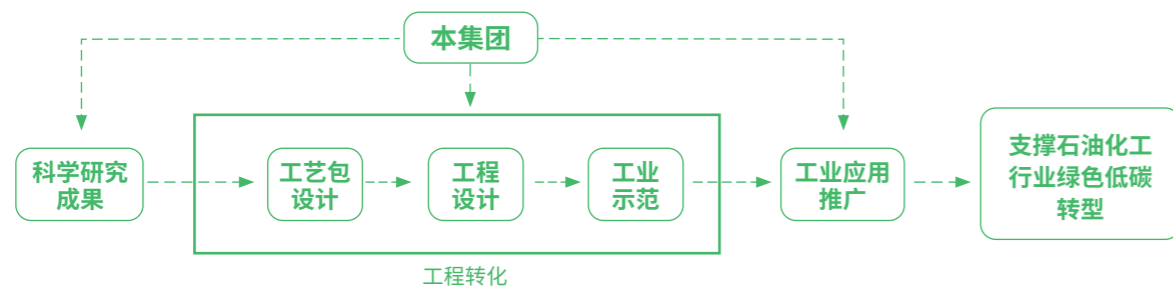 本集团
科学研究
成果
工艺包
设计
工程
设计
工业
示范
工业应用
推广
支撑石油化工
行业绿色低碳
转型
工程转化